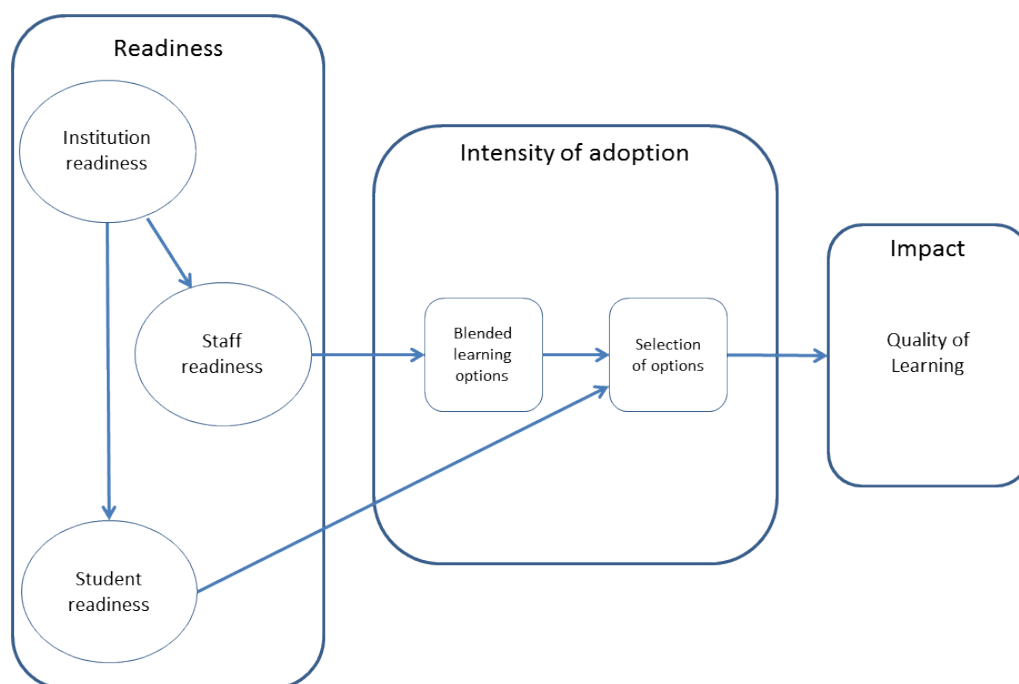 Readiness
Institution
readiness
Staff
readiness
Student
readiness
Intensity of adoption
Blended
learning
options
Selection
of options
Impact
Quality of
Learning